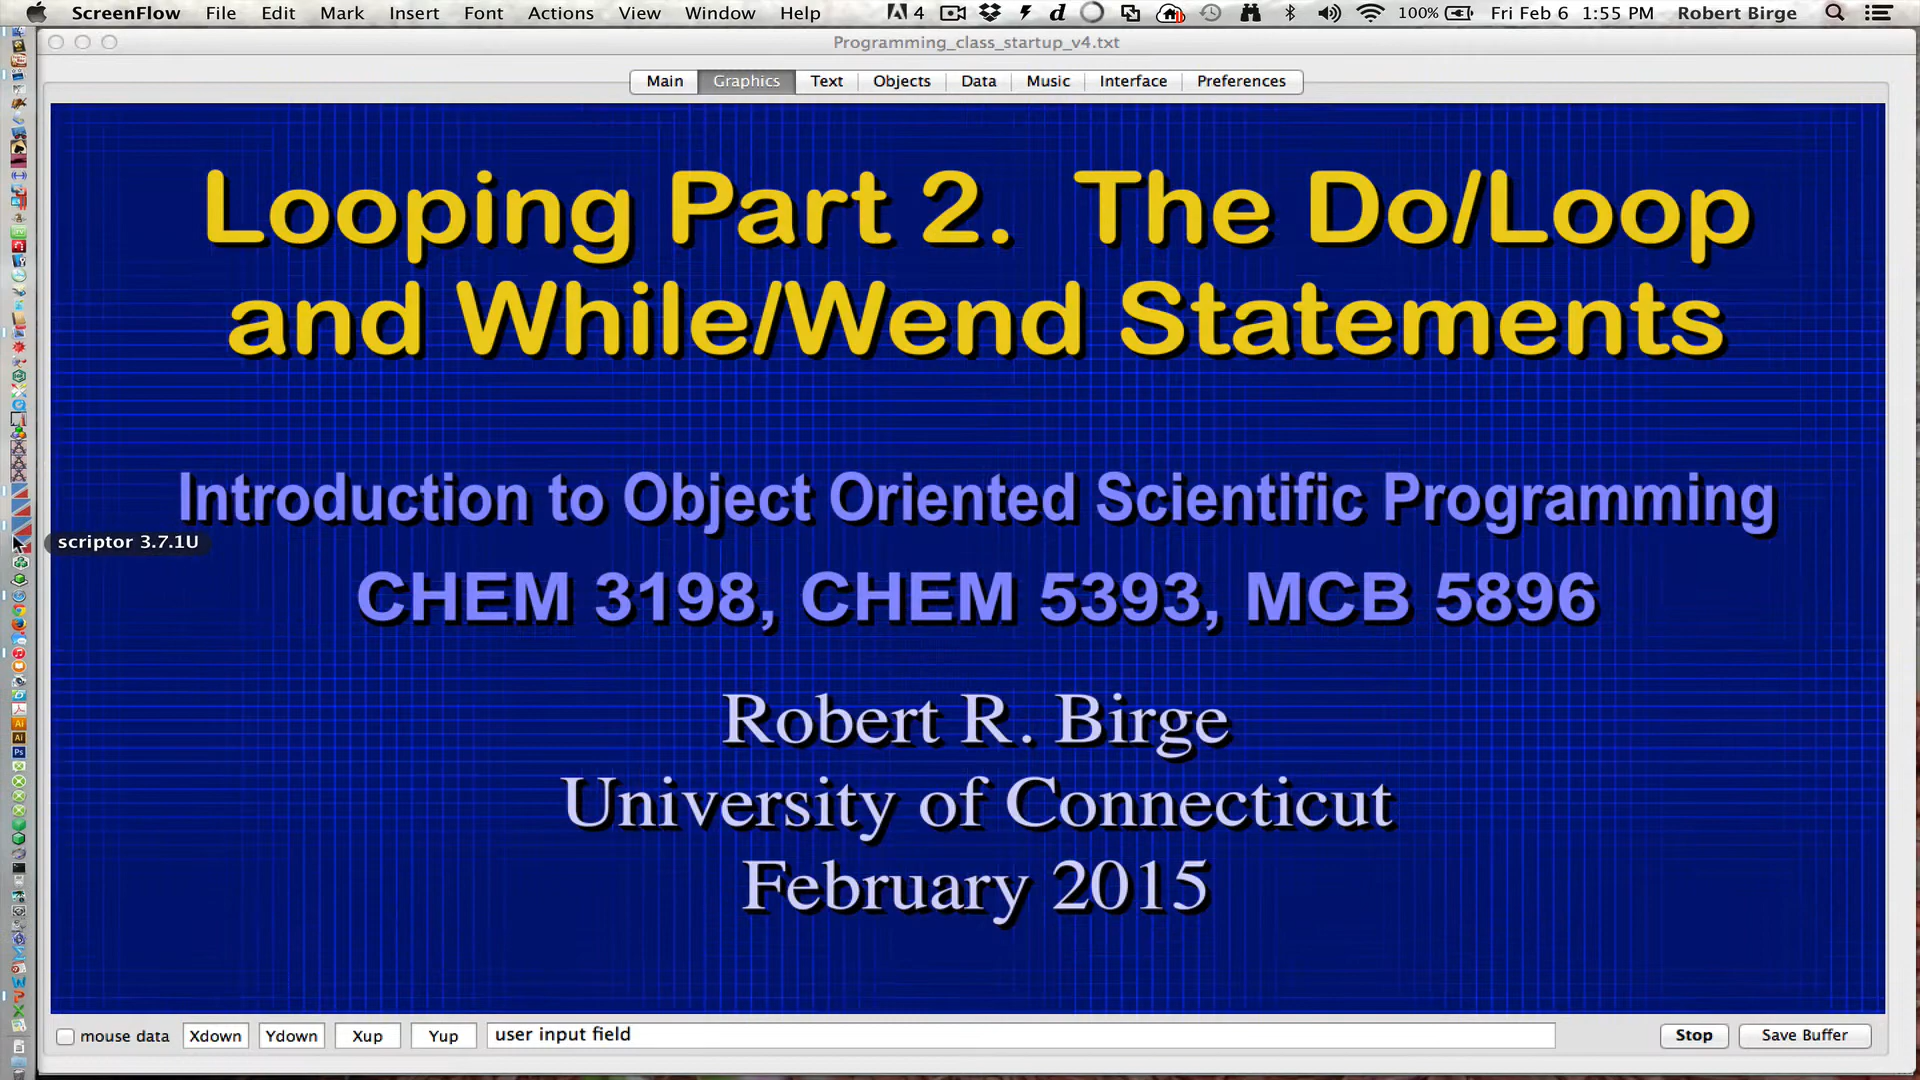 ScreenFlow File Edit Mark Insert Font Actions View Window Help 4 100% Fri Feb 6 1:55 PM Robert Birge
Programming_class_startup_v4.txt
Main Graphics Text Objects Data Music Interface Preferences
Looping Part 2. The Do/Loop
and While/Wend Statements
Introduction to Object Oriented Scientific Programming
scriptor 3.7.1U
CHEM 3198, CHEM 5393, MCB 5896
Robert R. Birge
University of Connecticut
February 2015
mouse data Xdown Ydown Xup Yup user input field Stop Save Buffer